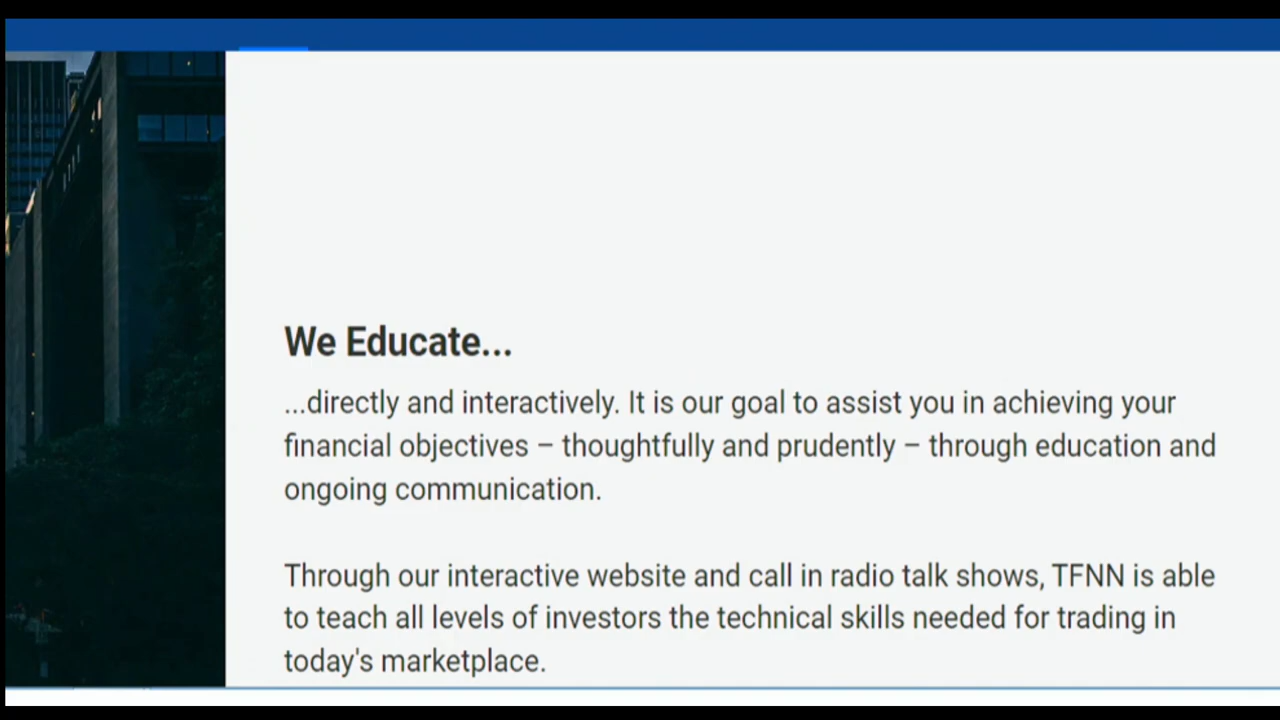 We Educate...
...directly and interactively. It is our goal to assist you in achieving your
financial objectives – thoughtfully and prudently – through education and
ongoing communication.
Through our interactive website and call in radio talk shows, TFNN is able
to teach all levels of investors the technical skills needed for trading in
today's marketplace.